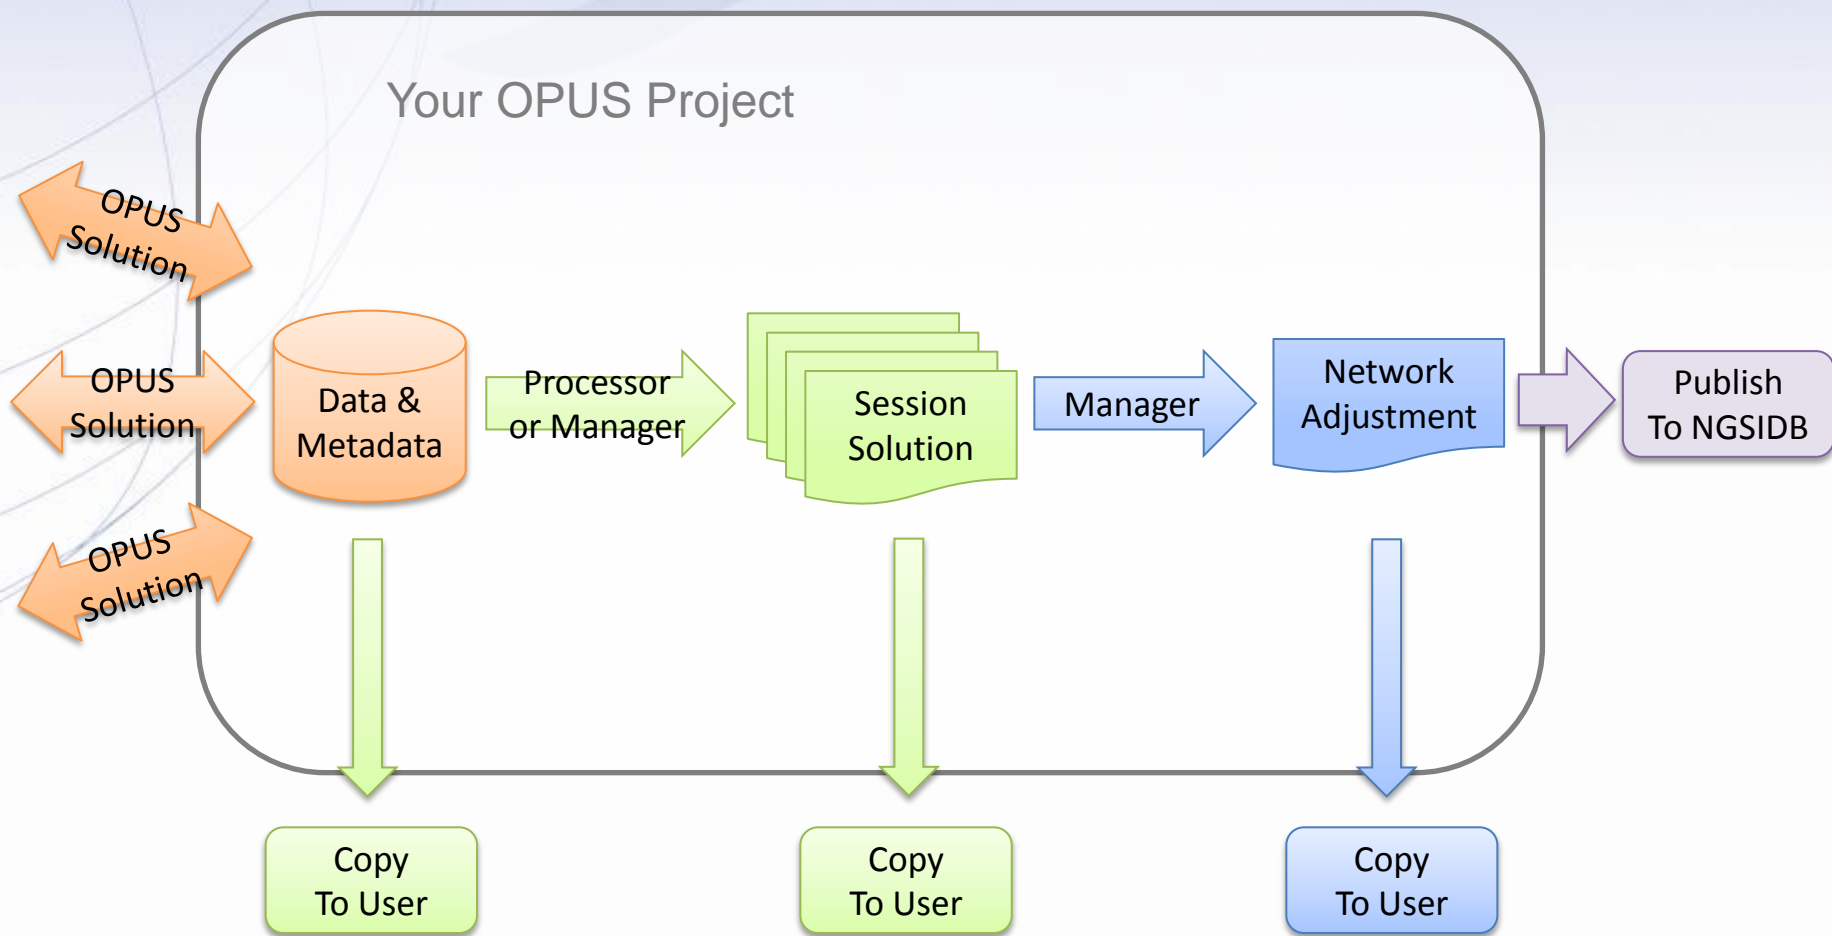 Your OPUS Project
OPUS
Solution
OPUS
Solution
OPUS
Solution
Data &
Metadata
Processor
or Manager
Session
Solution
Manager
Network
Adjustment
Publish
To NGSIDB
Copy
To User
Copy
To User
Copy
To User